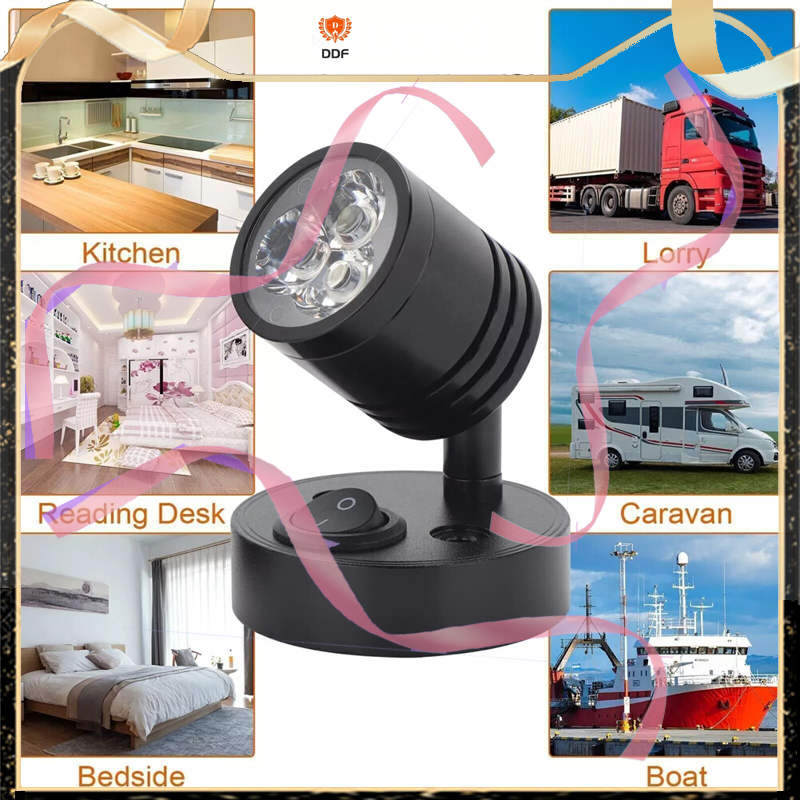 DDF
Kitchen
Lorry
Reading Desk
Caravan
Bedside
Boat